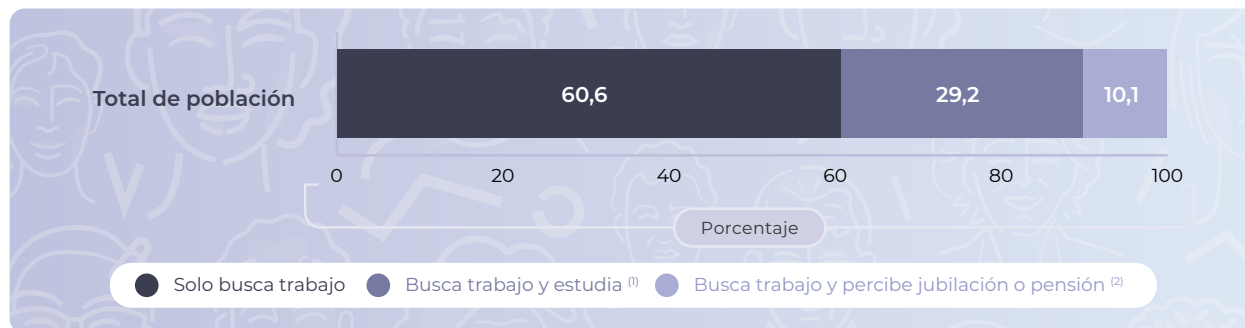 Total de población
60,6 29,2 10,1
0 20 40 60 80 100
Porcentaje
Solo busca trabajo Busca trabajo y estudia (1) Busca trabajo y percibe jubilación o pensión (2)